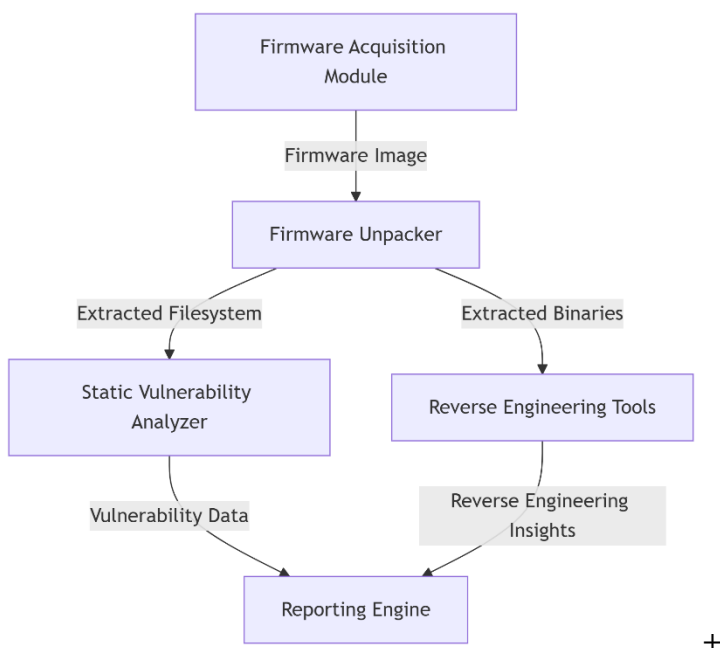 Firmware Acquisition
Module
Firmware Image
Firmware Unpacker
Extracted Filesystem
Extracted Binaries
Static Vulnerability
Analyzer
Reverse Engineering Tools
Vulnerability Data
Reverse Engineering
Insights
Reporting Engine
+